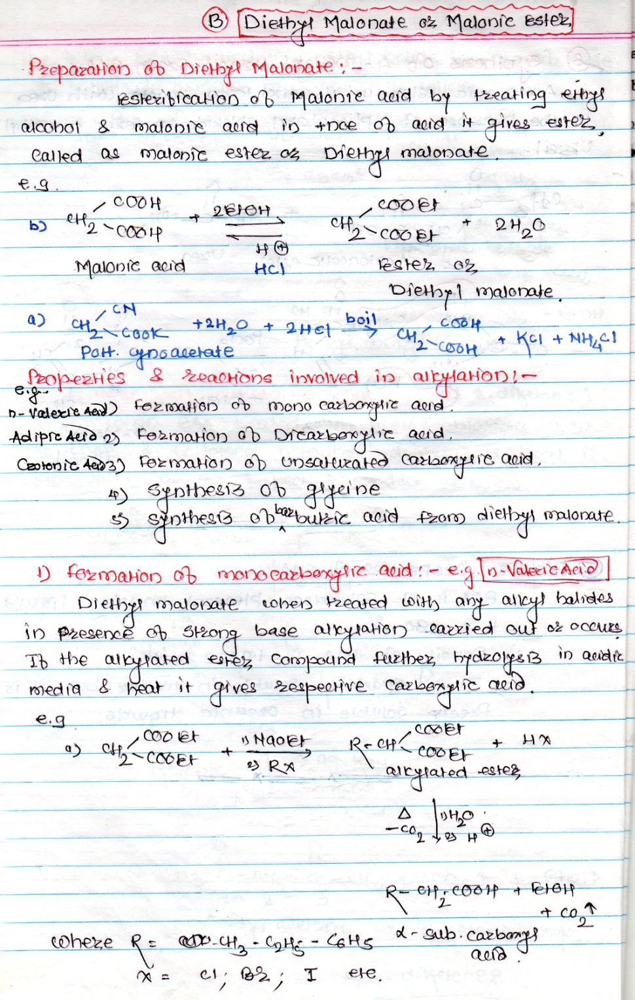 (B) Diethyl Malonate or Malonic Ester
Preparation of Diethyl Malonate :-
esterification of Malonic acid by treating ethyl
alcohol & malonic acid in +nce of acid it gives ester,
called as malonic ester or Diethyl malonate.
e.g.
b) CH2 COOH COOH + 2EtOH ⇌ H⊕ HCl CH2 COOEt COOEt + 2H2O
Malonic acid ester or
Diethyl malonate.
a) CH2 CN COOK + 2H2O + 2HCl boil → CH2 COOH COOH + KCl + NH4Cl
Pott. cynoacetate
Properties & reactions involved in alkylation :-
e.g-
n-Valeric Acid 1) Formation of mono carboxylic acid.
Adipic Acid 2) Formation of Dicarboxylic acid.
Crotonic Acid 3) Formation of unsaturated carboxylic acid.
4) Synthesis of glycine
5) Synthesis of barbutric acid from diethyl malonate.
1) Formation of monocarboxylic acid :- e.g. n-Valeric Acid
Diethyl malonate when treated with any alkyl halides
in presence of strong base alkylation carried out or occurs
If the alkylated ester compound further hydrolysis in acidic
media & heat it gives respective carboxylic acid.
e.g
a) CH2 COOEt COOEt + 1) NaOEt 2) RX → R-CH COOEt COOEt + HX
alkylated ester
Δ -CO2 ↓ 1) H2O 2) H⊕
R-CH2-COOH + EtOH
+ CO2↑
where R = -CH3 - C2H5 - C6H5 α-sub. carboxyl
acid.
X = Cl; Br; I etc.